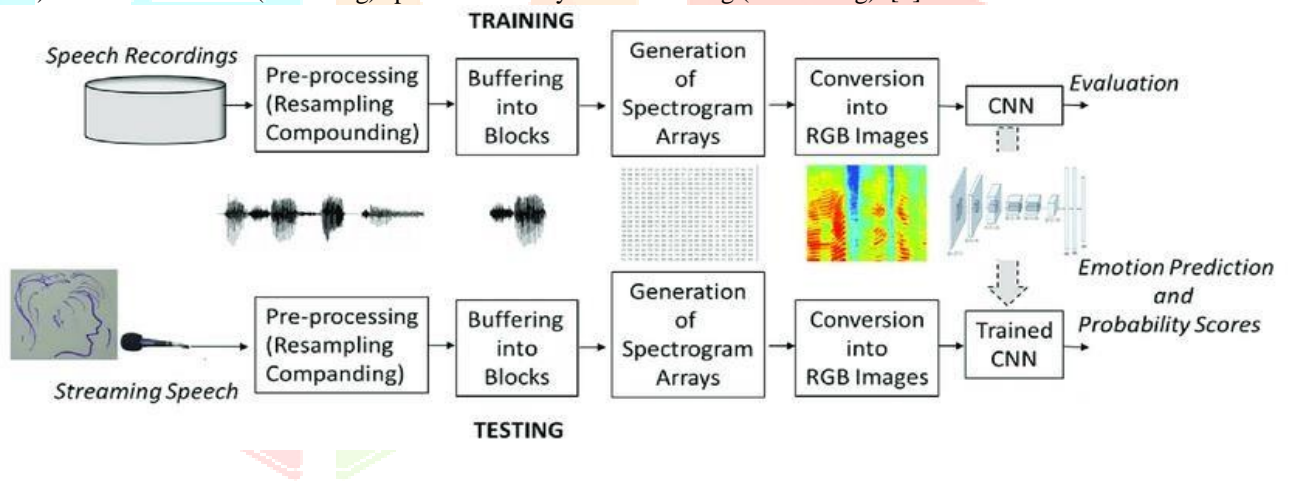 TRAINING
Speech Recordings
Pre-processing
(Resampling
Compounding)
Buffering
into
Blocks
Generation
of
Spectrogram
Arrays
Conversion
into
RGB Images
CNN
Evaluation
Streaming Speech
Pre-processing
(Resampling
Companding)
Buffering
into
Blocks
Generation
of
Spectrogram
Arrays
Conversion
into
RGB Images
Trained
CNN
Emotion Prediction
and
Probability Scores
TESTING